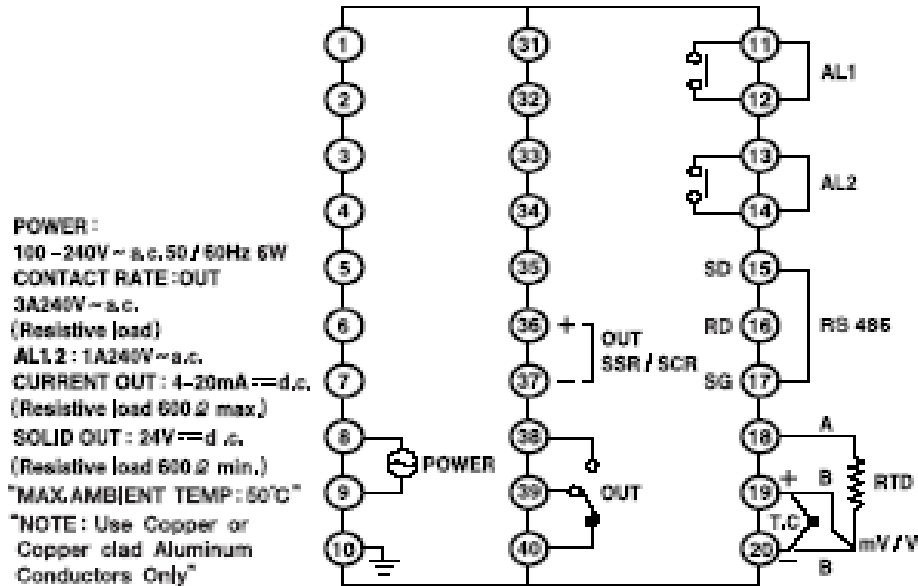 1 31 11
AL1
2 32 12
3 33 13
AL2
4 34 14
POWER:
100-240V~a.c.50/60Hz 6W
CONTACT RATE:OUT
3A240V~a.c.
(Resistive load)
AL1.2: 1A240V~a.c.
CURRENT OUT: 4-20mA⎓d.c.
(Resistive load 600Ω max.)
SOLID OUT: 24V⎓d.c.
(Resistive load 600Ω min.)
"MAX.AMBIENT TEMP:50℃"
"NOTE: Use Copper or
Copper clad Aluminum
Conductors Only"
5 35 SD 15
6 36 + RD 16 RS 485
OUT
SSR / SCR
7 37 - SG 17
8 38 18 A
POWER RTD
9 39 OUT 19 + B
T.C
mV / V
10 40 20 - B